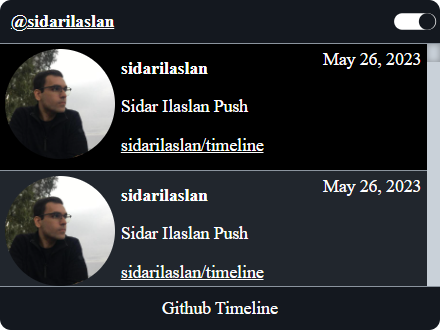 @sidarilaslan
May 26, 2023
sidarilaslan
Sidar Ilaslan Push
sidarilaslan/timeline
May 26, 2023
sidarilaslan
Sidar Ilaslan Push
sidarilaslan/timeline
Github Timeline